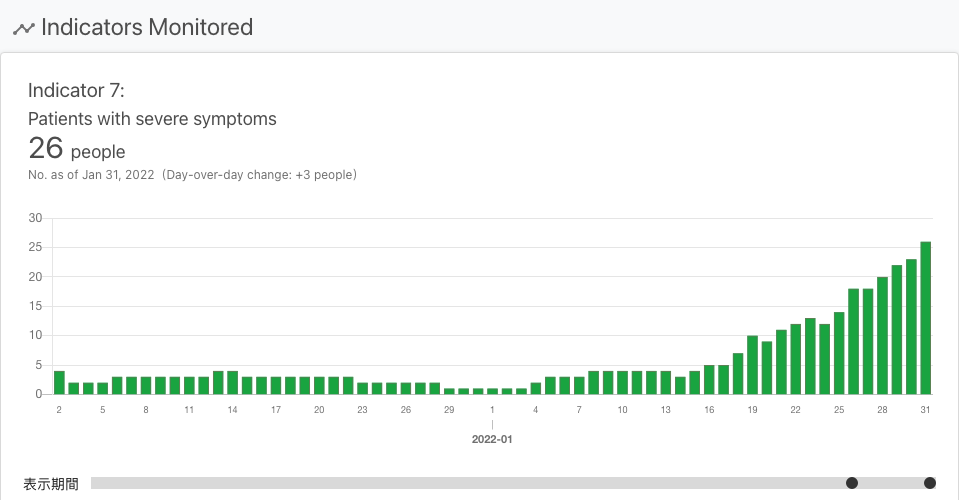 Indicators Monitored
Indicator 7:
Patients with severe symptoms
26 people
No. as of Jan 31, 2022 (Day-over-day change: +3 people)
30
25
20
15
10
5
0
2 5 8 11 14 17 20 23 26 29 1 4 7 10 13 16 19 22 25 28 31
2022-01
表示期間